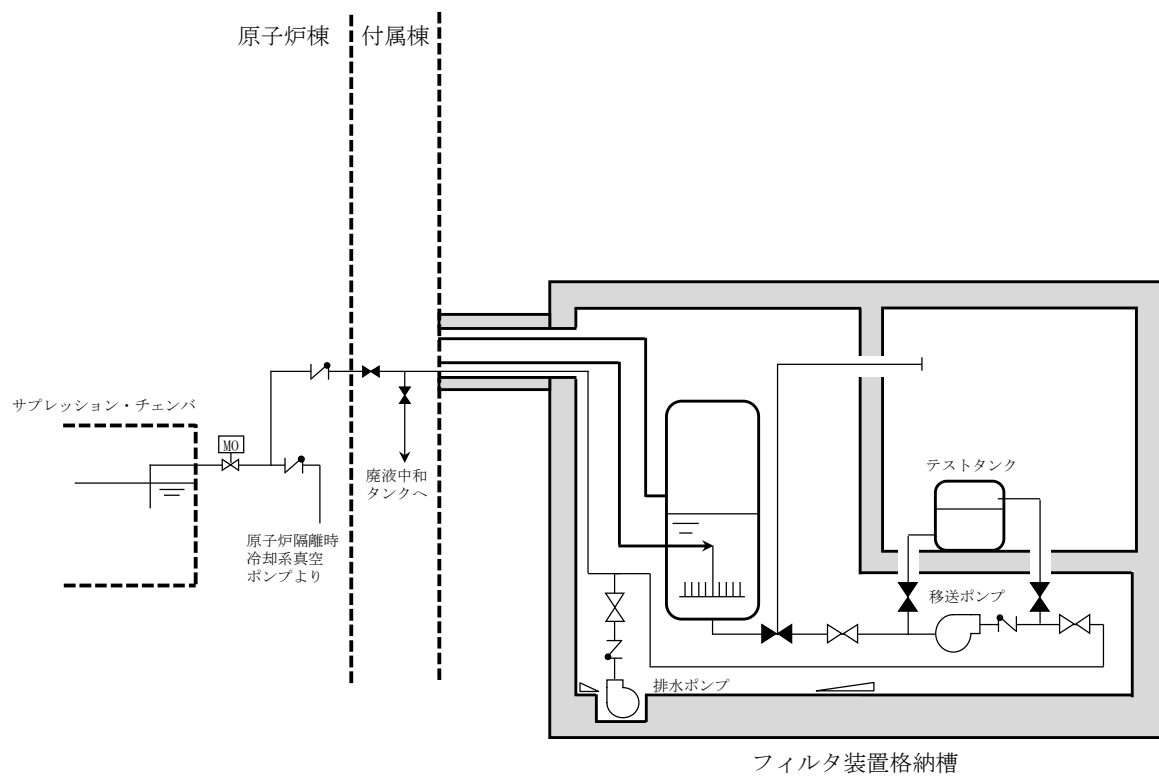 原子炉棟
付属棟
サプレッション・チェンバ
MO
廃液中和
タンクへ
原子炉隔離時
冷却系真空
ポンプより
テストタンク
移送ポンプ
排水ポンプ
フィルタ装置格納槽